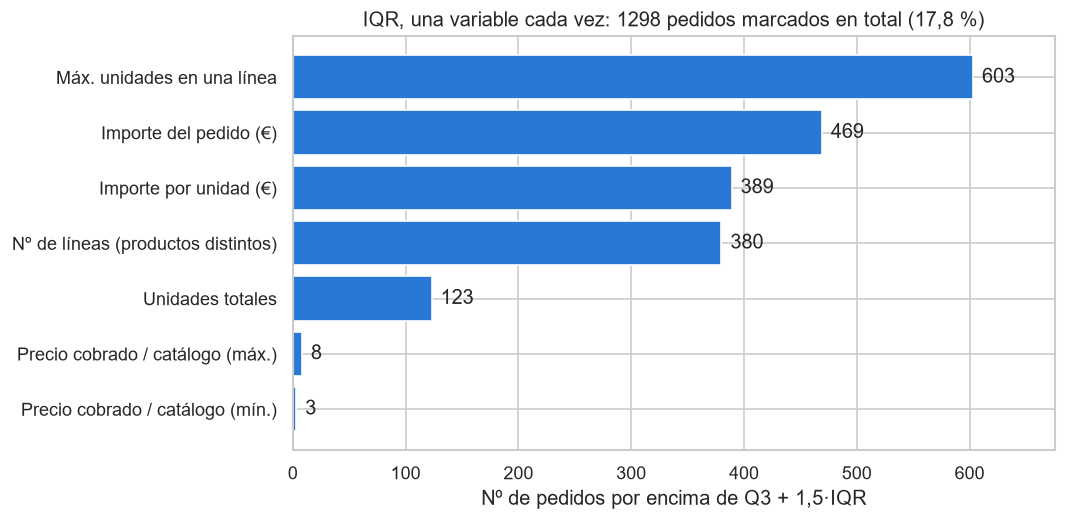 IQR, una variable cada vez: 1298 pedidos marcados en total (17,8 %)
Máx. unidades en una línea
603
Importe del pedido (€)
469
Importe por unidad (€)
389
Nº de líneas (productos distintos)
380
Unidades totales
123
Precio cobrado / catálogo (máx.)
8
Precio cobrado / catálogo (mín.)
3
0 100 200 300 400 500 600
Nº de pedidos por encima de Q3 + 1,5·IQR